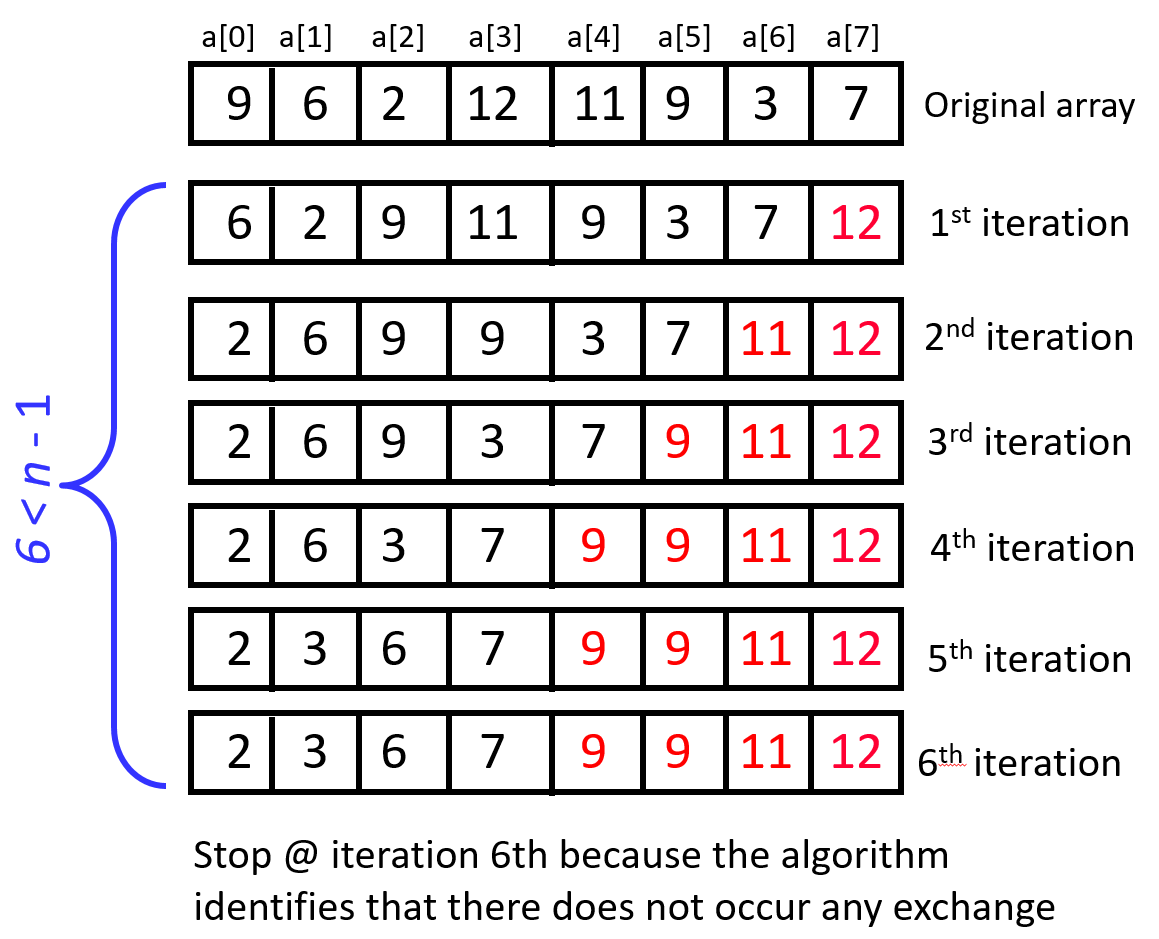 a[0] a[1] a[2] a[3] a[4] a[5] a[6] a[7]
9 6 2 12 11 9 3 7 Original array
6 2 9 11 9 3 7 12 1st iteration
2 6 9 9 3 7 11 12 2nd iteration
6 < n - 1
2 6 9 3 7 9 11 12 3rd iteration
2 6 3 7 9 9 11 12 4th iteration
2 3 6 7 9 9 11 12 5th iteration
2 3 6 7 9 9 11 12 6th iteration
Stop @ iteration 6th because the algorithm
identifies that there does not occur any exchange